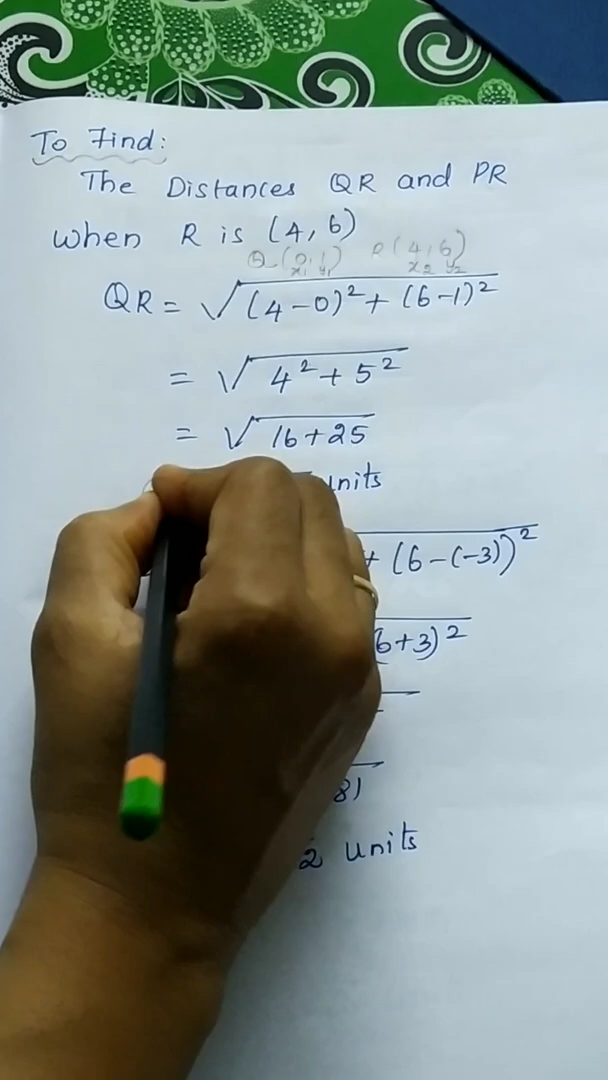 To Find:
The Distances QR and PR
when R is (4, 6)
Q (0, 1) R (4, 6)
x₁ y₁ x₂ y₂
QR = √(4-0)² + (6-1)²
= √4² + 5²
= √16+25
units
+ (6-(-3))²
(6+3)²
81
2 units